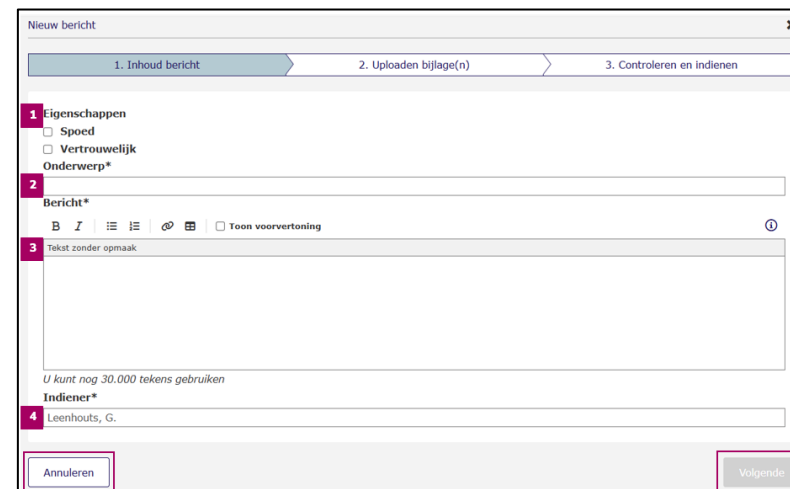 Nieuw bericht
1. Inhoud bericht 2. Uploaden bijlage(n) 3. Controleren en indienen
1 Eigenschappen
Spoed
Vertrouwelijk
Onderwerp*
2
Bericht*
B I Toon voorvertoning
3 Tekst zonder opmaak
U kunt nog 30.000 tekens gebruiken
Indiener*
4 Leenhouts, G.
Annuleren Volgende